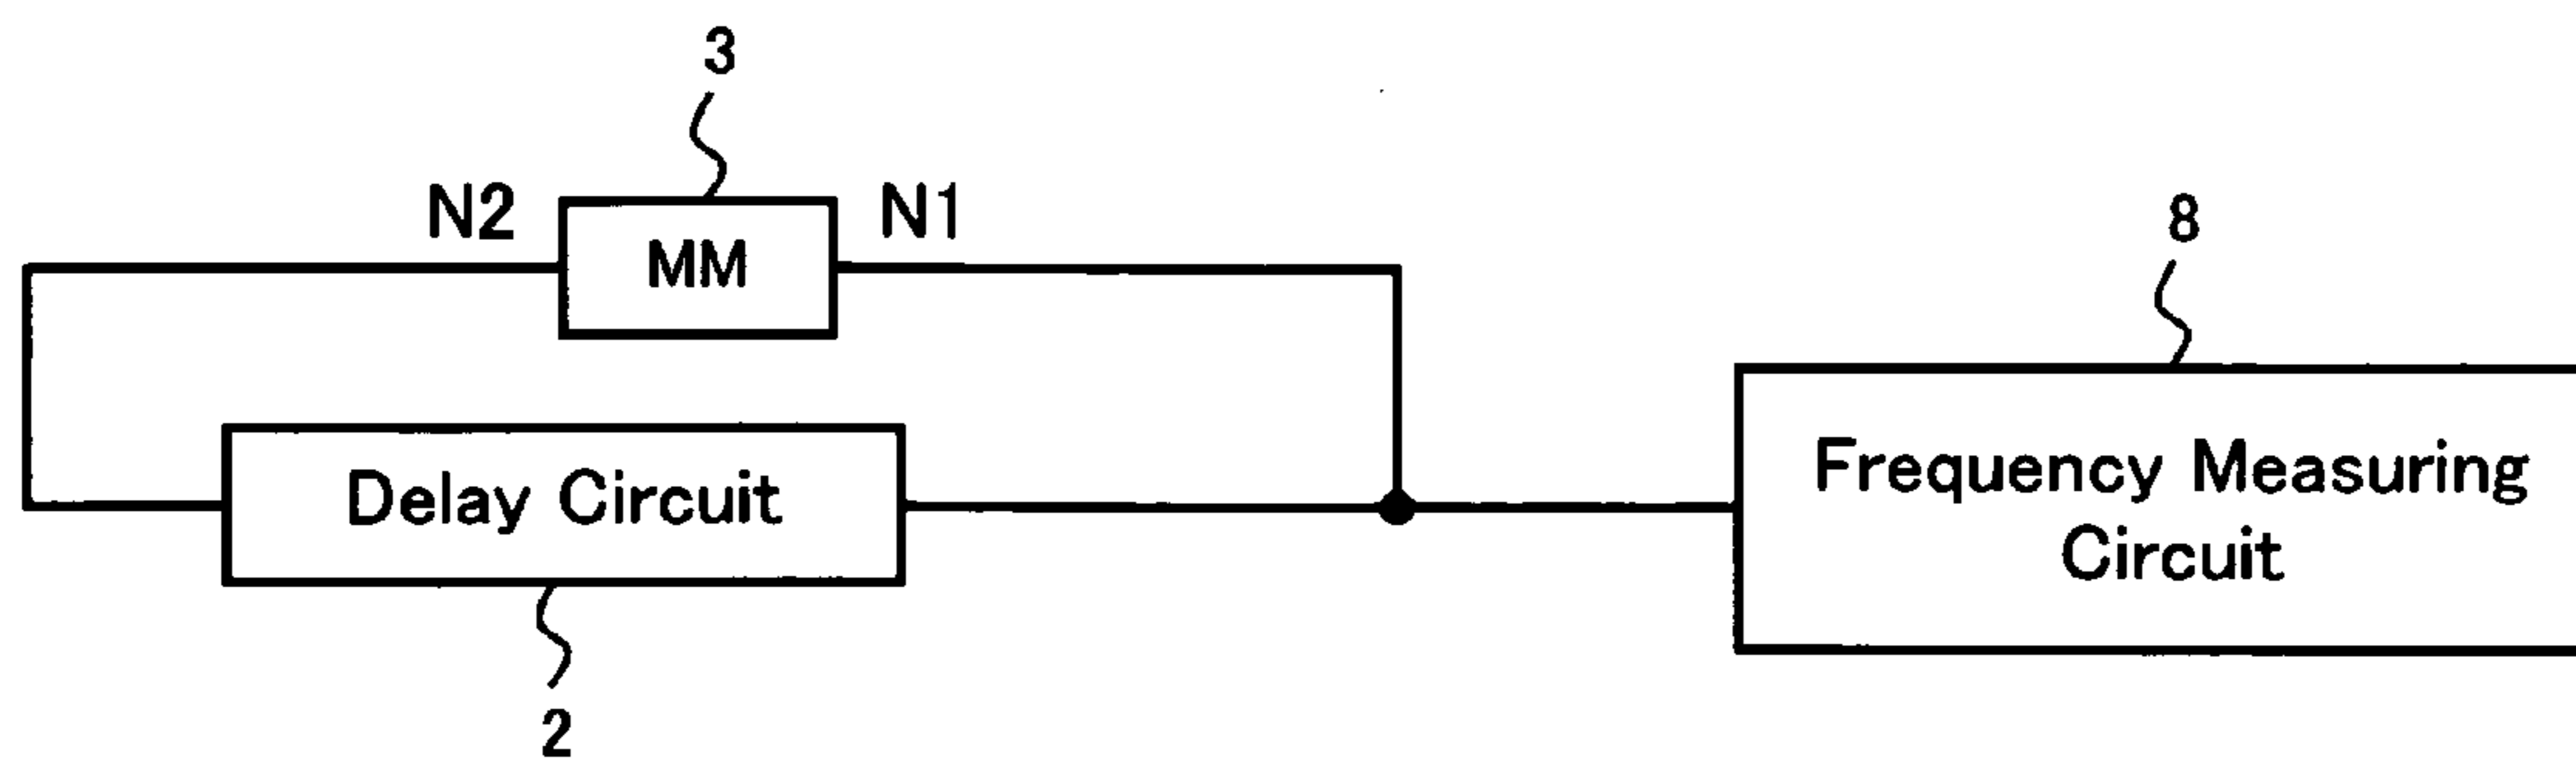 3
N2
MM
N1
8
Delay Circuit
Frequency Measuring
Circuit
2